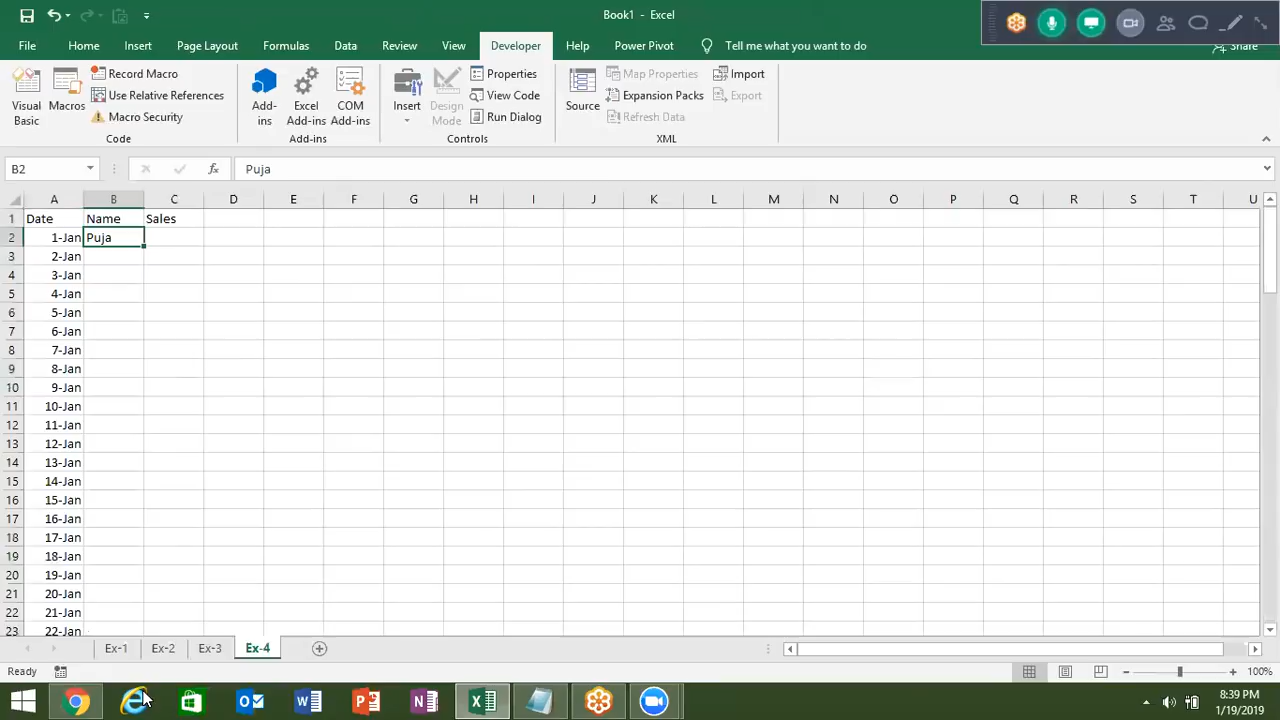 Book1 - Excel
File Home Insert Page Layout Formulas Data Review View Developer Help Power Pivot Tell me what you want to do Share
Visual Basic
Macros
Record Macro
Use Relative References
Macro Security
Code
Add-ins
Excel Add-ins
COM Add-ins
Add-ins
Insert
Design Mode
Properties
View Code
Run Dialog
Controls
Source
Map Properties
Expansion Packs
Refresh Data
Import
Export
XML
B2 fx Puja
A B C D E F G H I J K L M N O P Q R S T U
1 Date Name Sales
2 1-Jan Puja
3 2-Jan
4 3-Jan
5 4-Jan
6 5-Jan
7 6-Jan
8 7-Jan
9 8-Jan
10 9-Jan
11 10-Jan
12 11-Jan
13 12-Jan
14 13-Jan
15 14-Jan
16 15-Jan
17 16-Jan
18 17-Jan
19 18-Jan
20 19-Jan
21 20-Jan
22 21-Jan
23 22-Jan
Ex-1 Ex-2 Ex-3 Ex-4
Ready 100%
8:39 PM
1/19/2019